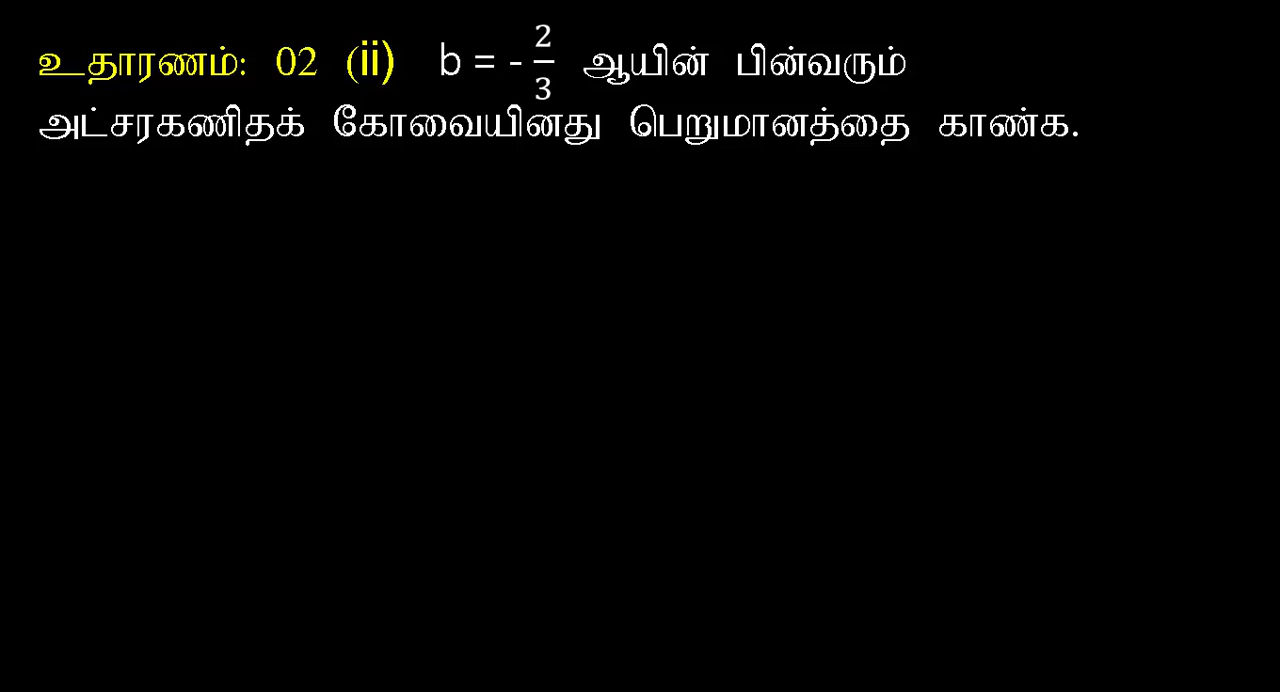 உதாரணம்: 02 (ii) b = - 2/3 ஆயின் பின்வரும்
அட்சரகணிதக் கோவையினது பெறுமானத்தை காண்க.